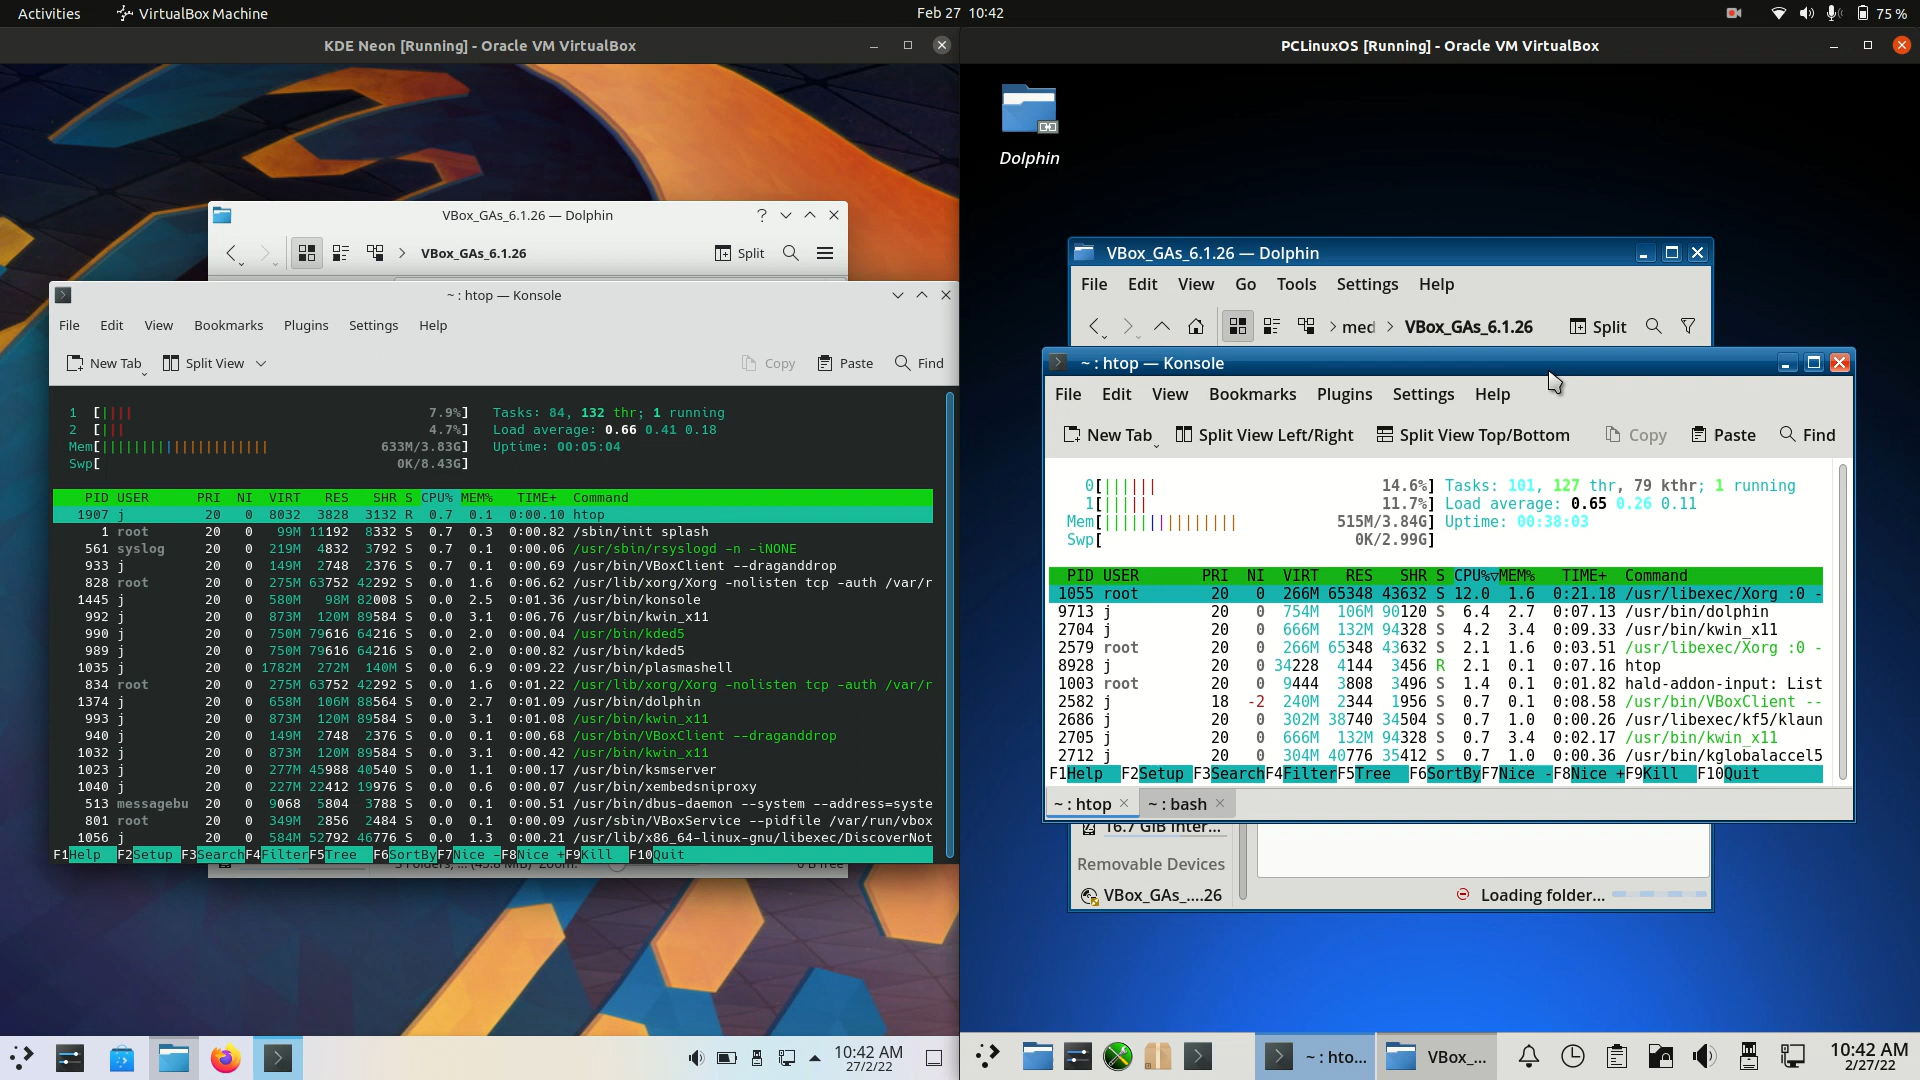 Activities VirtualBox Machine Feb 27 10:42 75 %
KDE Neon [Running] - Oracle VM VirtualBox
VBox_GAs_6.1.26 — Dolphin
VBox_GAs_6.1.26 Split
~ : htop — Konsole
File Edit View Bookmarks Plugins Settings Help
New Tab Split View Copy Paste Find
1 [|||| 7.9%] Tasks: 84, 132 thr; 1 running
2 [||| 4.7%] Load average: 0.66 0.41 0.18
Mem[||||||||||||||||||||| 633M/3.83G] Uptime: 00:05:04
Swp[ 0K/8.43G]
PID USER PRI NI VIRT RES SHR S CPU% MEM% TIME+ Command
1907 j 20 0 8032 3828 3132 R 0.7 0.1 0:00.10 htop
1 root 20 0 99M 11192 8332 S 0.7 0.3 0:00.82 /sbin/init splash
561 syslog 20 0 219M 4832 3792 S 0.7 0.1 0:00.06 /usr/sbin/rsyslogd -n -iNONE
933 j 20 0 149M 2748 2376 S 0.7 0.1 0:00.69 /usr/bin/VBoxClient --draganddrop
828 root 20 0 275M 63752 42292 S 0.0 1.6 0:06.62 /usr/lib/xorg/Xorg -nolisten tcp -auth /var/r
1445 j 20 0 580M 98M 82008 S 0.0 2.5 0:01.36 /usr/bin/konsole
992 j 20 0 873M 120M 89584 S 0.0 3.1 0:06.76 /usr/bin/kwin_x11
990 j 20 0 750M 79616 64216 S 0.0 2.0 0:00.04 /usr/bin/kded5
989 j 20 0 750M 79616 64216 S 0.0 2.0 0:00.82 /usr/bin/kded5
1035 j 20 0 1782M 272M 140M S 0.0 6.9 0:09.22 /usr/bin/plasmashell
834 root 20 0 275M 63752 42292 S 0.0 1.6 0:01.22 /usr/lib/xorg/Xorg -nolisten tcp -auth /var/r
1374 j 20 0 658M 106M 88564 S 0.0 2.7 0:01.09 /usr/bin/dolphin
993 j 20 0 873M 120M 89584 S 0.0 3.1 0:01.08 /usr/bin/kwin_x11
940 j 20 0 149M 2748 2376 S 0.0 0.1 0:00.68 /usr/bin/VBoxClient --draganddrop
1032 j 20 0 873M 120M 89584 S 0.0 3.1 0:00.42 /usr/bin/kwin_x11
1023 j 20 0 277M 45988 40540 S 0.0 1.1 0:00.17 /usr/bin/ksmserver
1040 j 20 0 227M 22412 19976 S 0.0 0.6 0:00.07 /usr/bin/xembedsniproxy
513 messagebu 20 0 9068 5804 3788 S 0.0 0.1 0:00.51 /usr/bin/dbus-daemon --system --address=syste
801 root 20 0 349M 2856 2484 S 0.0 0.1 0:00.09 /usr/sbin/VBoxService --pidfile /var/run/vbox
1056 j 20 0 584M 52792 46776 S 0.0 1.3 0:00.21 /usr/lib/x86_64-linux-gnu/libexec/DiscoverNot
F1Help F2Setup F3SearchF4FilterF5Tree F6SortByF7Nice -F8Nice +F9Kill F10Quit
10:42 AM
27/2/22
PCLinuxOS [Running] - Oracle VM VirtualBox
Dolphin
VBox_GAs_6.1.26 — Dolphin
File Edit View Go Tools Settings Help
> med > VBox_GAs_6.1.26 Split
~ : htop — Konsole
File Edit View Bookmarks Plugins Settings Help
New Tab Split View Left/Right Split View Top/Bottom Copy Paste Find
0[|||||| 14.6%] Tasks: 101, 127 thr, 79 kthr; 1 running
1[||||| 11.7%] Load average: 0.65 0.26 0.11
Mem[||||||||||||||| 515M/3.84G] Uptime: 00:38:03
Swp[ 0K/2.99G]
PID USER PRI NI VIRT RES SHR S CPU%▽MEM% TIME+ Command
1055 root 20 0 266M 65348 43632 S 12.0 1.6 0:21.18 /usr/libexec/Xorg :0 -
9713 j 20 0 754M 106M 90120 S 6.4 2.7 0:07.13 /usr/bin/dolphin
2704 j 20 0 666M 132M 94328 S 4.2 3.4 0:09.33 /usr/bin/kwin_x11
2579 root 20 0 266M 65348 43632 S 2.1 1.6 0:03.51 /usr/libexec/Xorg :0 -
8928 j 20 0 34228 4144 3456 R 2.1 0.1 0:07.16 htop
1003 root 20 0 9444 3808 3496 S 1.4 0.1 0:01.82 hald-addon-input: List
2582 j 18 -2 240M 2344 1956 S 0.7 0.1 0:08.58 /usr/bin/VBoxClient --
2686 j 20 0 302M 38740 34504 S 0.7 1.0 0:00.26 /usr/libexec/kf5/klaun
2705 j 20 0 666M 132M 94328 S 0.7 3.4 0:02.17 /usr/bin/kwin_x11
2712 j 20 0 304M 40776 35412 S 0.7 1.0 0:00.36 /usr/bin/kglobalaccel5
F1Help F2Setup F3SearchF4FilterF5Tree F6SortByF7Nice -F8Nice +F9Kill F10Quit
~ : htop ~ : bash
16.7 GiB Inter...
Removable Devices
VBox_GAs_....26 Loading folder...
~ : hto... VBox_... 10:42 AM
2/27/22